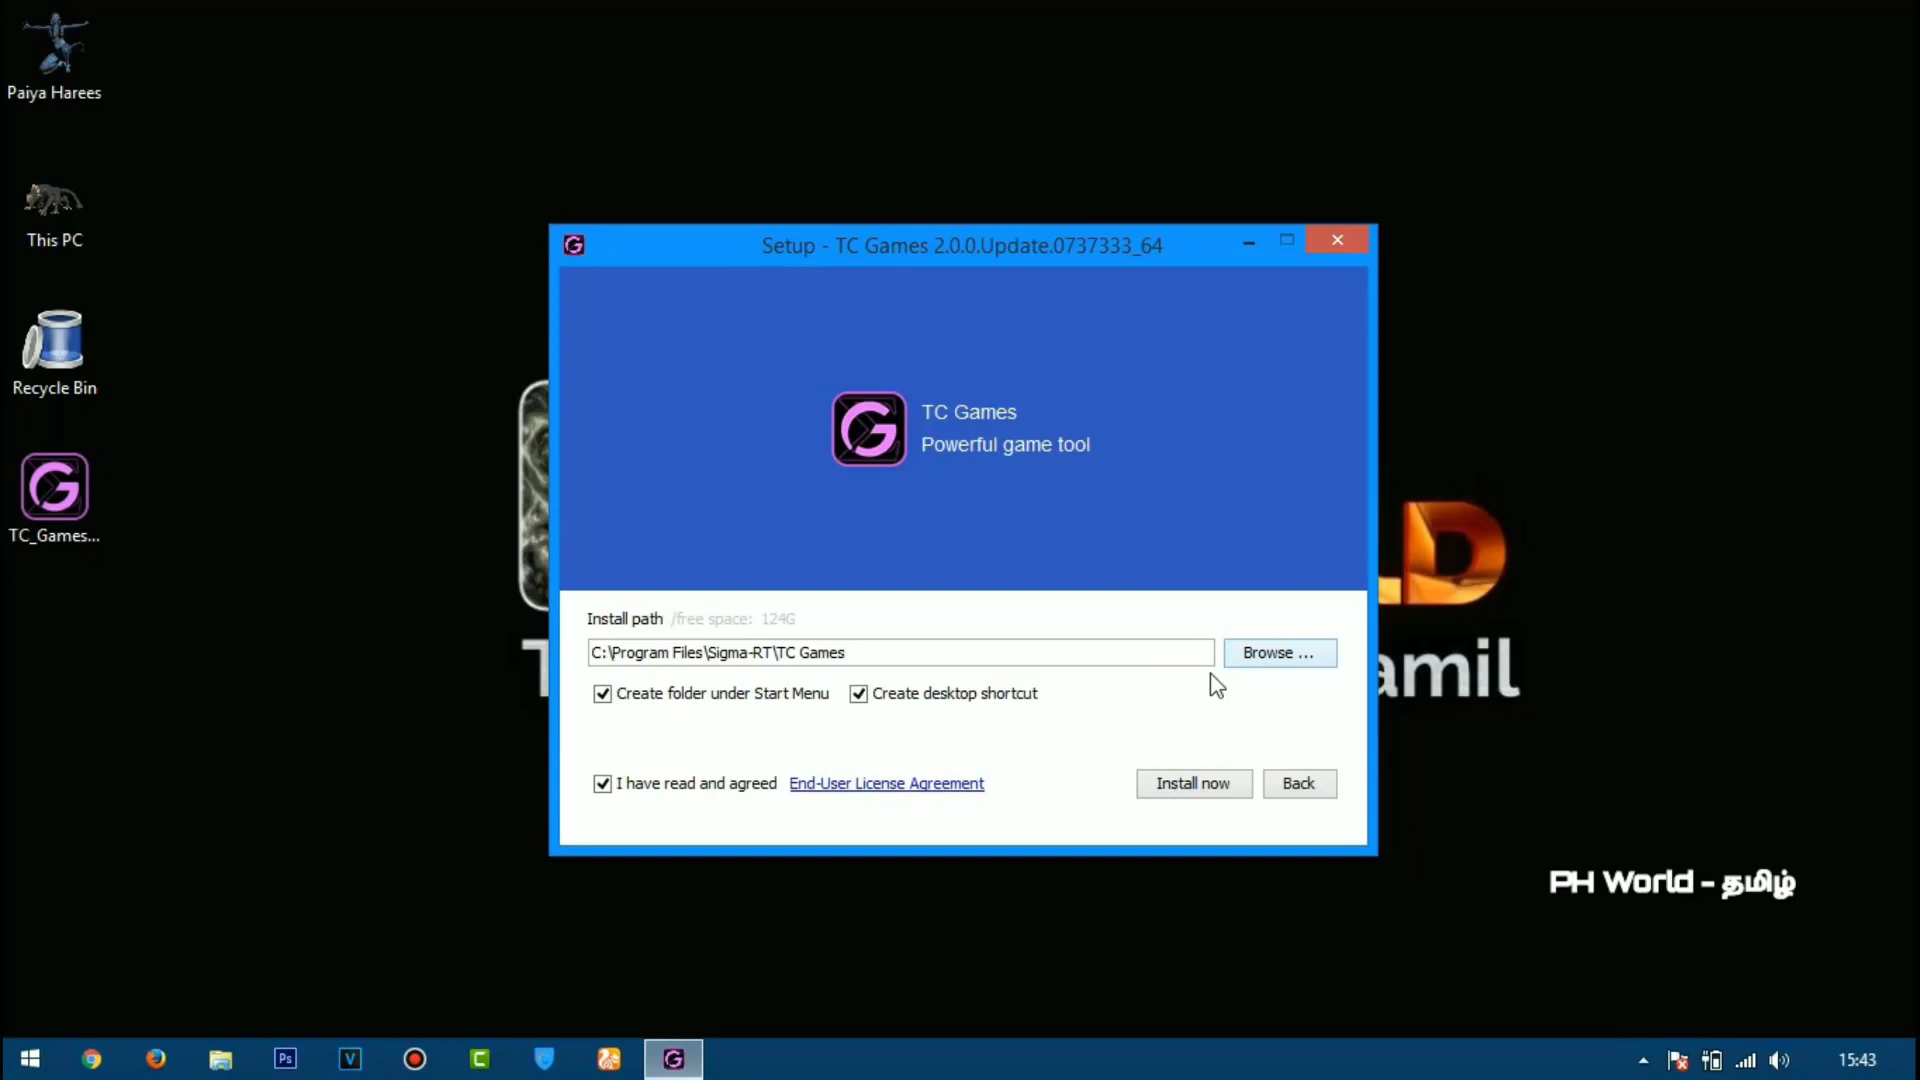 Paiya Harees
This PC
Recycle Bin
TC_Games...
Setup - TC Games 2.0.0.Update.0737333_64
TC Games
Powerful game tool
Install path /free space: 124G
C:\Program Files\Sigma-RT\TC Games
Browse ...
Create folder under Start Menu
Create desktop shortcut
I have read and agreed End-User License Agreement
Install now
Back
LD
T
amil
PH World - தமிழ்
Ps
V
C
15:43